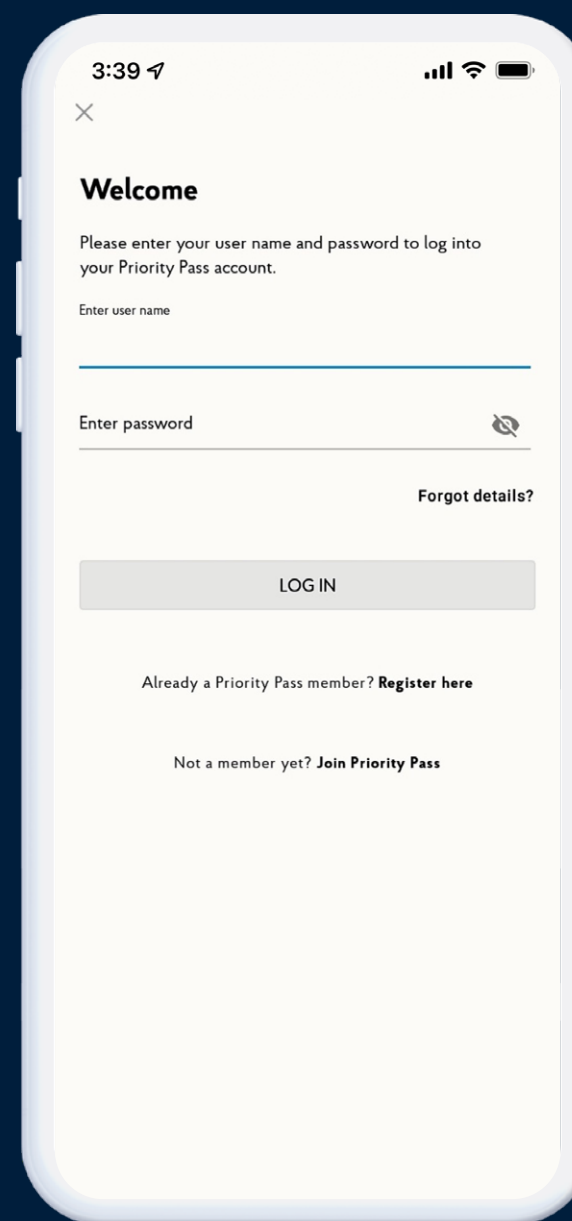 3:39
Welcome
Please enter your user name and password to log into
your Priority Pass account.
Enter user name
Enter password
Forgot details?
LOG IN
Already a Priority Pass member? Register here
Not a member yet? Join Priority Pass